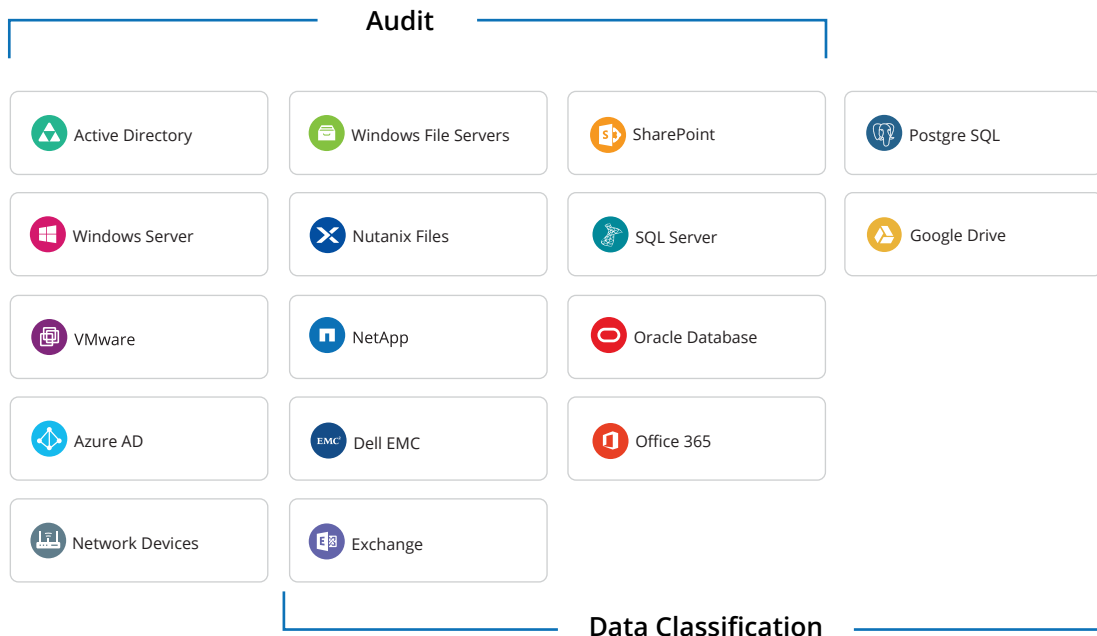 Audit
Active Directory
Windows File Servers
SharePoint
Postgre SQL
Windows Server
Nutanix Files
SQL Server
Google Drive
VMware
NetApp
Oracle Database
Azure AD
EMC²
Dell EMC
Office 365
Network Devices
Exchange
Data Classification